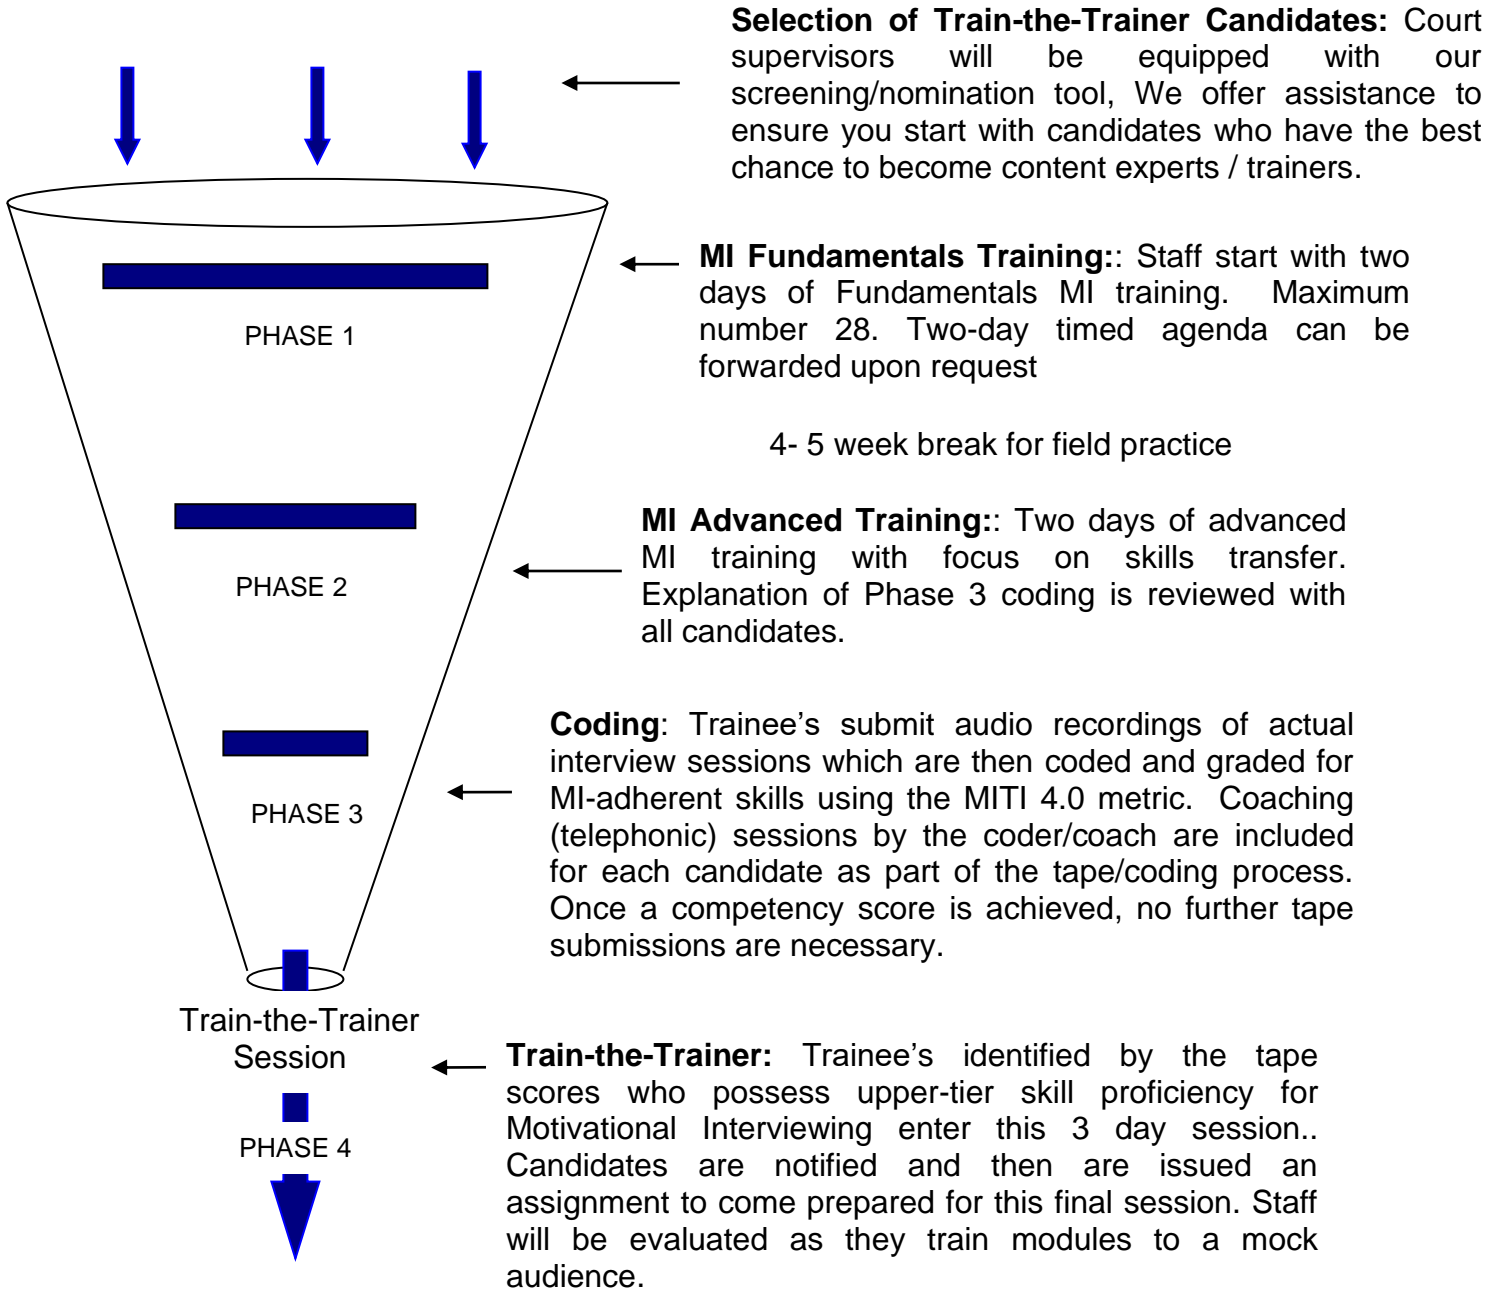 Selection of Train-the-Trainer Candidates: Court
supervisors will be equipped with our
screening/nomination tool, We offer assistance to
ensure you start with candidates who have the best
chance to become content experts / trainers.
MI Fundamentals Training:: Staff start with two
days of Fundamentals MI training. Maximum
number 28. Two-day timed agenda can be
forwarded upon request
PHASE 1
4- 5 week break for field practice
MI Advanced Training:: Two days of advanced
MI training with focus on skills transfer.
Explanation of Phase 3 coding is reviewed with
all candidates.
PHASE 2
Coding: Trainee’s submit audio recordings of actual
interview sessions which are then coded and graded for
MI-adherent skills using the MITI 4.0 metric. Coaching
(telephonic) sessions by the coder/coach are included
for each candidate as part of the tape/coding process.
Once a competency score is achieved, no further tape
submissions are necessary.
PHASE 3
Train-the-Trainer
Session
PHASE 4
Train-the-Trainer: Trainee’s identified by the tape
scores who possess upper-tier skill proficiency for
Motivational Interviewing enter this 3 day session..
Candidates are notified and then are issued an
assignment to come prepared for this final session. Staff
will be evaluated as they train modules to a mock
audience.